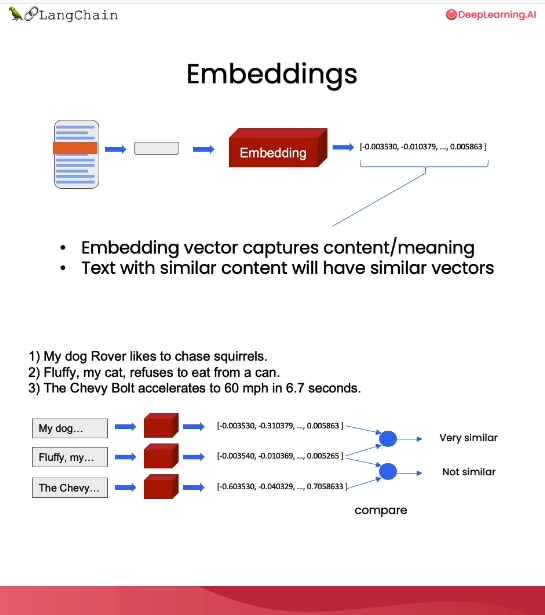 LangChain
DeepLearning.AI
Embeddings
Embedding
[-0.003530, -0.010379, ..., 0.005863 ]
• Embedding vector captures content/meaning
• Text with similar content will have similar vectors
1) My dog Rover likes to chase squirrels.
2) Fluffy, my cat, refuses to eat from a can.
3) The Chevy Bolt accelerates to 60 mph in 6.7 seconds.
My dog... [-0.003530, -0.310379, ..., 0.005863 ]
Very similar
Fluffy, my... [-0.003540, -0.010369, ..., 0.005265 ]
Not similar
The Chevy... [-0.603530, -0.040329, ..., 0.7058633 ]
compare